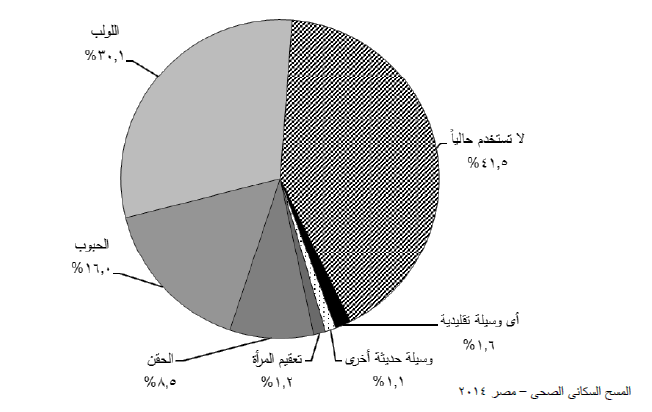 اللولب
٣٠,١%
لا تستخدم حالياً
٤١,٥%
الحبوب
١٦,٠%
أى وسيلة تقليدية
١,٦%
وسيلة حديثة أخرى
١,١%
تعقيم المرأة
١,٢%
الحقن
٨,٥%
المسح السكانى الصحى – مصر ٢٠١٤